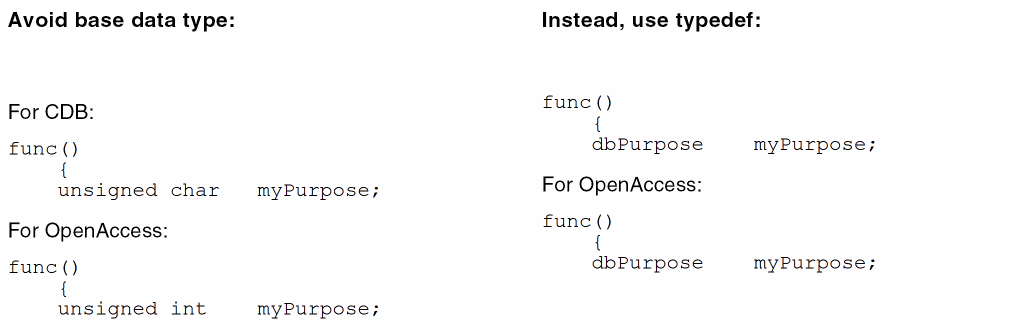 Avoid base data type:
For CDB:
func()
{
unsigned char myPurpose;
For OpenAccess:
func()
{
unsigned int myPurpose;
Instead, use typedef:
func()
{
dbPurpose myPurpose;
For OpenAccess:
func()
{
dbPurpose myPurpose;